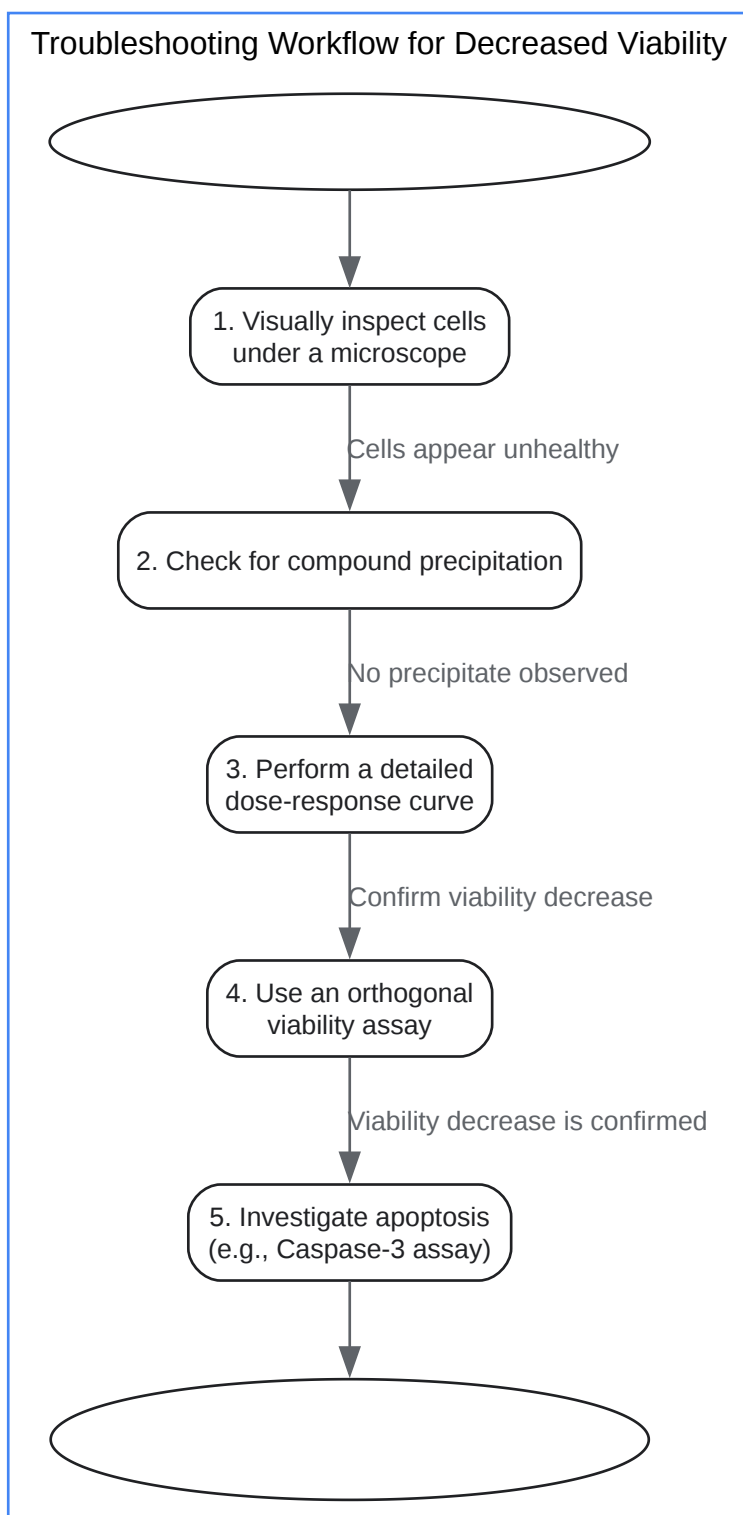 Troubleshooting Workflow for Decreased Viability
1. Visually inspect cells
under a microscope
Cells appear unhealthy
2. Check for compound precipitation
No precipitate observed
3. Perform a detailed
dose-response curve
Confirm viability decrease
4. Use an orthogonal
viability assay
Viability decrease is confirmed
5. Investigate apoptosis
(e.g., Caspase-3 assay)